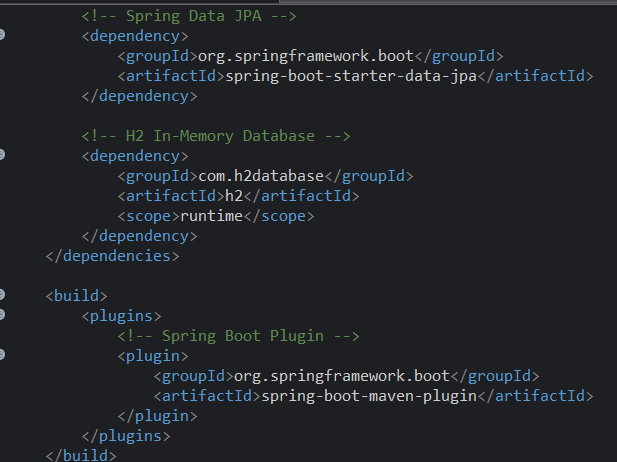 <!-- Spring Data JPA -->
<dependency>
<groupId>org.springframework.boot</groupId>
<artifactId>spring-boot-starter-data-jpa</artifactId>
</dependency>
<!-- H2 In-Memory Database -->
<dependency>
<groupId>com.h2database</groupId>
<artifactId>h2</artifactId>
<scope>runtime</scope>
</dependency>
</dependencies>
<build>
<plugins>
<!-- Spring Boot Plugin -->
<plugin>
<groupId>org.springframework.boot</groupId>
<artifactId>spring-boot-maven-plugin</artifactId>
</plugin>
</plugins>
</build>